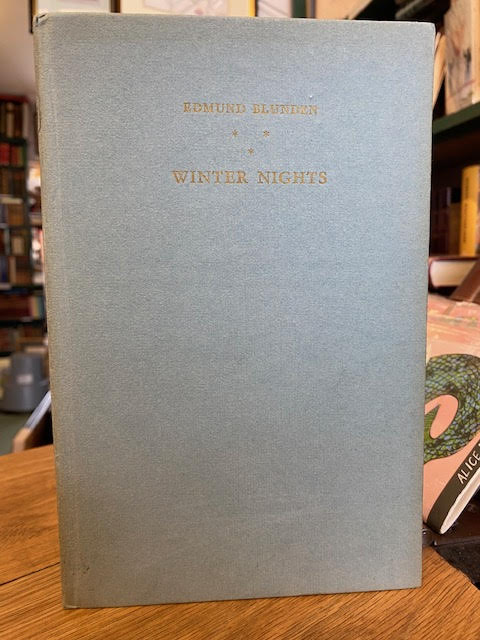 EDMUND BLUNDEN
* *
*
WINTER NIGHTS
ALICE